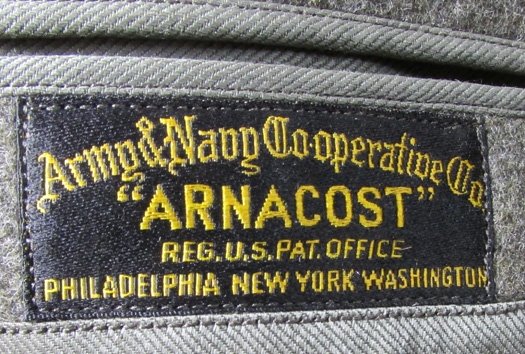 Army & Navy Co-operative Co.
"ARNACOST"
REG. U.S. PAT. OFFICE
PHILADELPHIA NEW YORK WASHINGTON